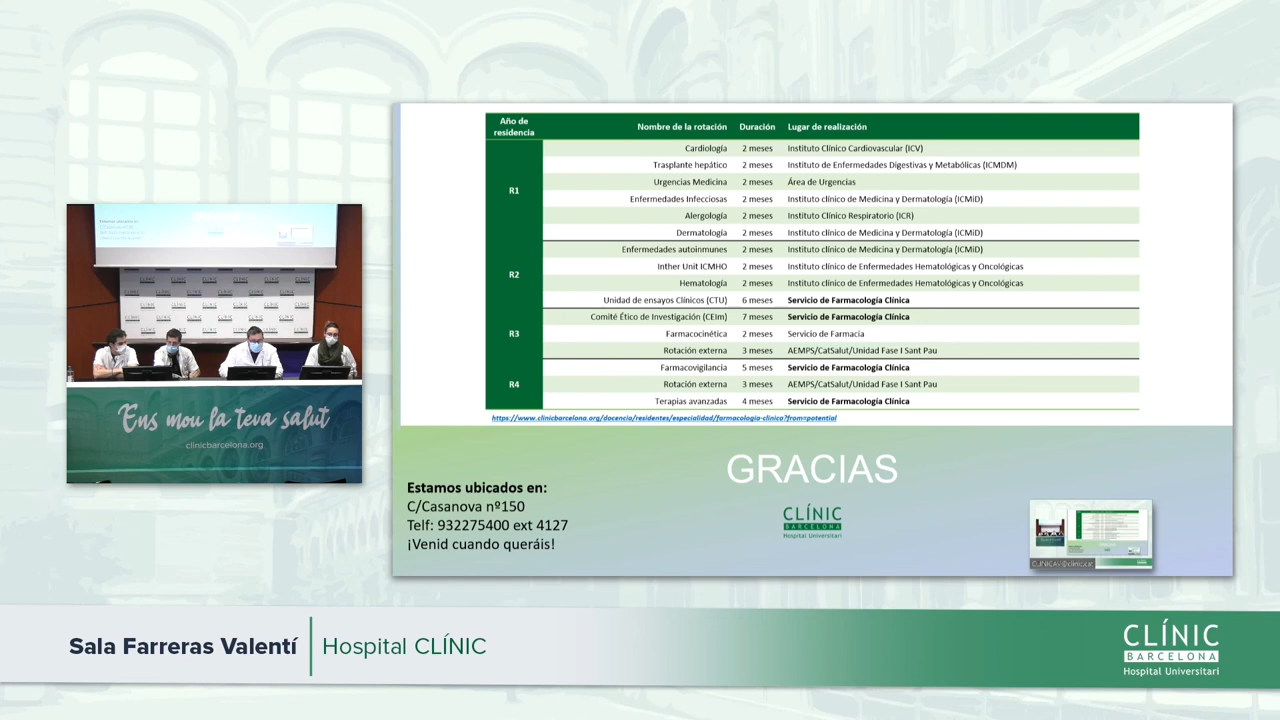 Año de residencia Nombre de la rotación Duración Lugar de realización
R1 Cardiología 2 meses Instituto Clínico Cardiovascular (ICV)
Trasplante hepático 2 meses Instituto de Enfermedades Digestivas y Metabólicas (ICMDM)
Urgencias Medicina 2 meses Área de Urgencias
Enfermedades Infecciosas 2 meses Instituto clínico de Medicina y Dermatología (ICMiD)
Alergología 2 meses Instituto Clínico Respiratorio (ICR)
Dermatología 2 meses Instituto clínico de Medicina y Dermatología (ICMiD)
R2 Enfermedades autoinmunes 2 meses Instituto clínico de Medicina y Dermatología (ICMiD)
Inther Unit ICMHO 2 meses Instituto clínico de Enfermedades Hematológicas y Oncológicas
Hematología 2 meses Instituto clínico de Enfermedades Hematológicas y Oncológicas
Unidad de ensayos Clínicos (CTU) 6 meses Servicio de Farmacología Clínica
R3 Comité Ético de Investigación (CEIm) 7 meses Servicio de Farmacología Clínica
Farmacocinética 2 meses Servicio de Farmacia
Rotación externa 3 meses AEMPS/CatSalut/Unidad Fase I Sant Pau
R4 Farmacovigilancia 5 meses Servicio de Farmacología Clínica
Rotación externa 3 meses AEMPS/CatSalut/Unidad Fase I Sant Pau
Terapias avanzadas 4 meses Servicio de Farmacología Clínica
https://www.clinicbarcelona.org/docencia/residentes/especialidad/farmacologia-clinica?from=potential
GRACIAS
Estamos ubicados en:
C/Casanova nº150
Telf: 932275400 ext 4127
¡Venid cuando queráis!
CLÍNIC
BARCELONA
Hospital Universitari
Ens mou la teva salut
clinicbarcelona.org
Sala Farreras Valentí Hospital CLÍNIC
CLÍNIC
BARCELONA
Hospital Universitari